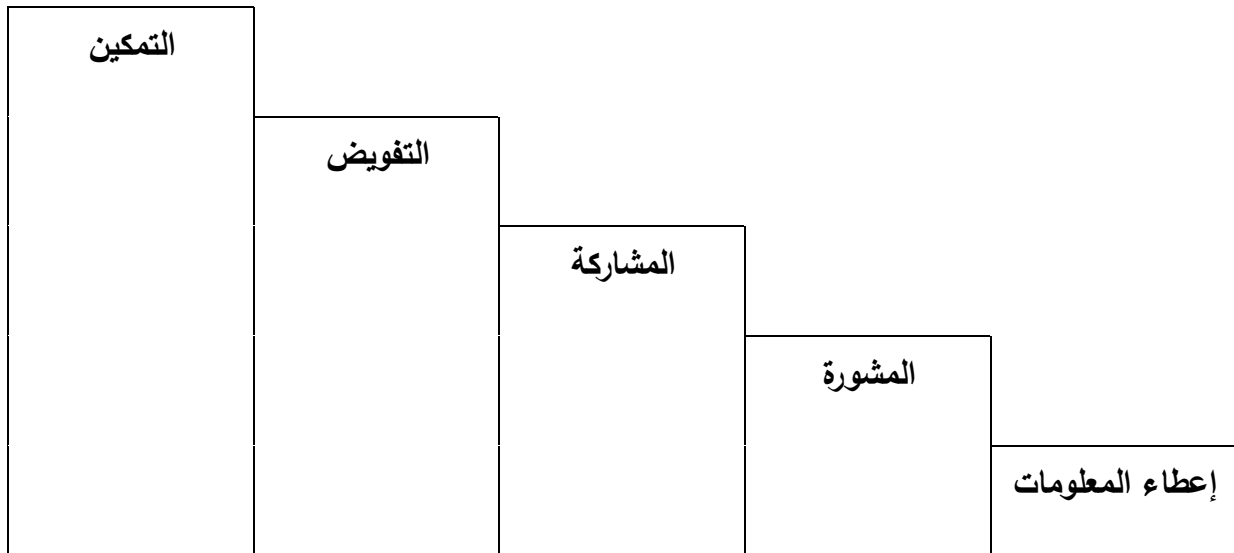 التمكين
التفويض
المشاركة
المشورة
إعطاء المعلومات